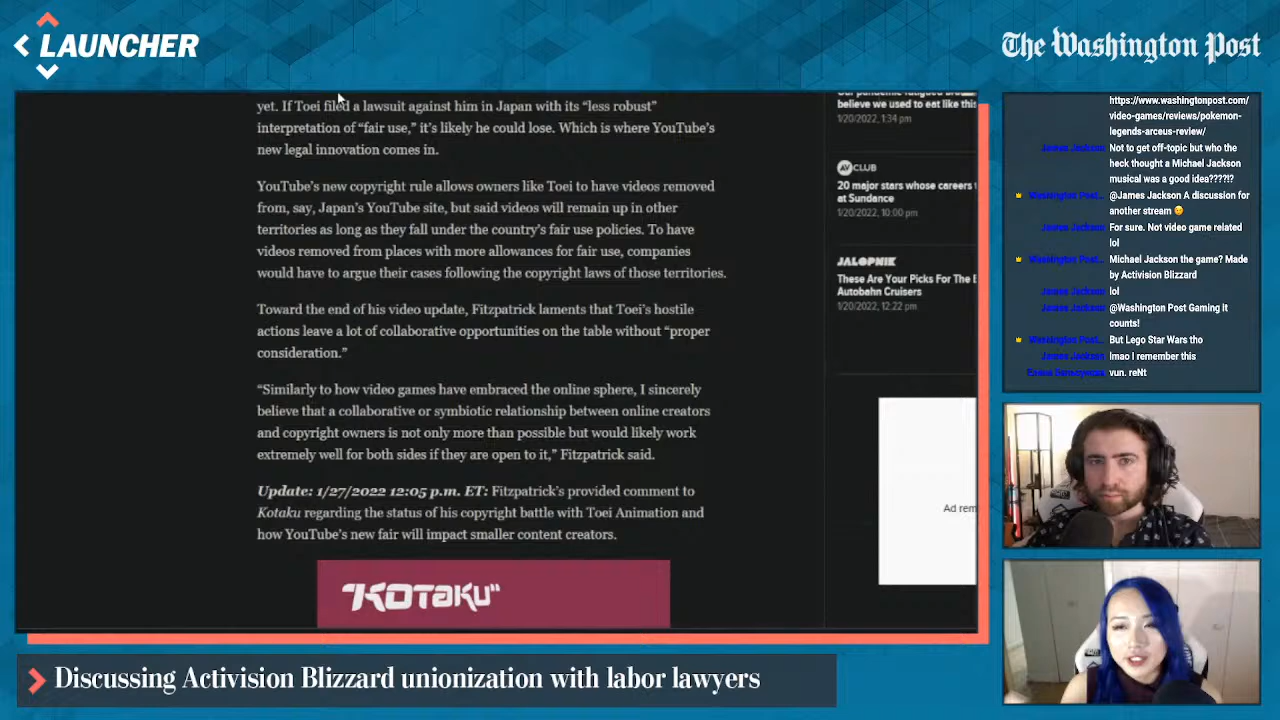 LAUNCHER
The Washington Post
yet. If Toei filed a lawsuit against him in Japan with its “less robust”
interpretation of “fair use,” it’s likely he could lose. Which is where YouTube’s
new legal innovation comes in.
YouTube’s new copyright rule allows owners like Toei to have videos removed
from, say, Japan’s YouTube site, but said videos will remain up in other
territories as long as they fall under the country’s fair use policies. To have
videos removed from places with more allowances for fair use, companies
would have to argue their cases following the copyright laws of those territories.
Toward the end of his video update, Fitzpatrick laments that Toei’s hostile
actions leave a lot of collaborative opportunities on the table without “proper
consideration.”
“Similarly to how video games have embraced the online sphere, I sincerely
believe that a collaborative or symbiotic relationship between online creators
and copyright owners is not only more than possible but would likely work
extremely well for both sides if they are open to it,” Fitzpatrick said.
Update: 1/27/2022 12:05 p.m. ET: Fitzpatrick’s provided comment to
Kotaku regarding the status of his copyright battle with Toei Animation and
how YouTube’s new fair will impact smaller content creators.
"KOTAKU"
believe we used to eat like this
1/20/2022, 1:34 pm
AV CLUB
20 major stars whose careers
at Sundance
1/20/2022, 10:00 pm
JALOPNIK
These Are Your Picks For The
Autobahn Cruisers
1/20/2022, 12:22 pm
Ad rem
https://www.washingtonpost.com/
video-games/reviews/pokemon-
legends-arceus-review/
James Jackson Not to get off-topic but who the
heck thought a Michael Jackson
musical was a good idea????!?
Washington Post... @James Jackson A discussion for
another stream
James Jackson For sure. Not video game related
lol
Washington Post... Michael Jackson the game? Made
by Activision Blizzard
James Jackson lol
James Jackson @Washington Post Gaming It
counts!
Washington Post... But Lego Star Wars tho
James Jackson lmao I remember this
vun. reNt
Discussing Activision Blizzard unionization with labor lawyers